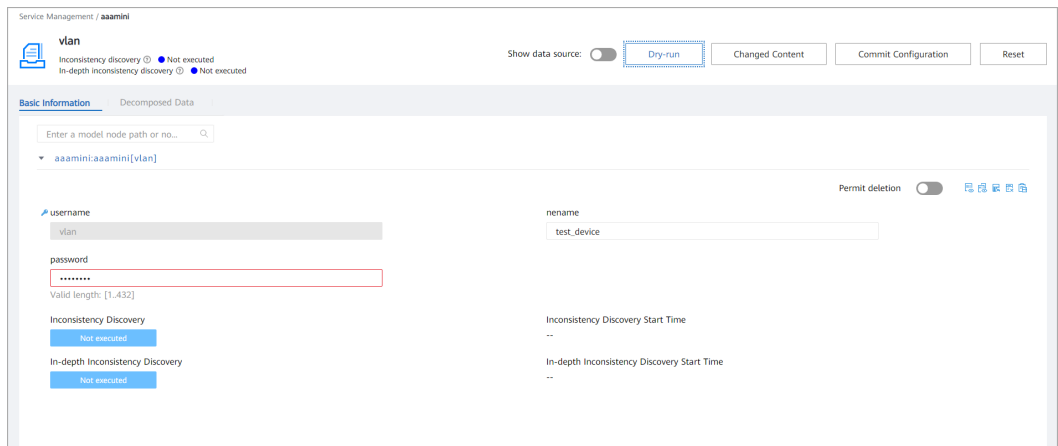 Service Management / aaamini
vlan
Inconsistency discovery ? Not executed
In-depth inconsistency discovery ? Not executed
Show data source:
Dry-run
Changed Content
Commit Configuration
Reset
Basic Information
Decomposed Data
Enter a model node path or no...
aaamini:aaamini[vlan]
Permit deletion
username
nename
vlan
test_device
password
••••••••
Valid length: [1..432]
Inconsistency Discovery
Inconsistency Discovery Start Time
Not executed
--
In-depth Inconsistency Discovery
In-depth Inconsistency Discovery Start Time
Not executed
--